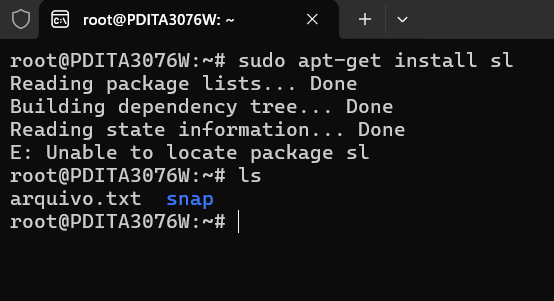 root@PDITA3076W: ~
root@PDITA3076W:~# sudo apt-get install sl
Reading package lists... Done
Building dependency tree... Done
Reading state information... Done
E: Unable to locate package sl
root@PDITA3076W:~# ls
arquivo.txt  snap
root@PDITA3076W:~#